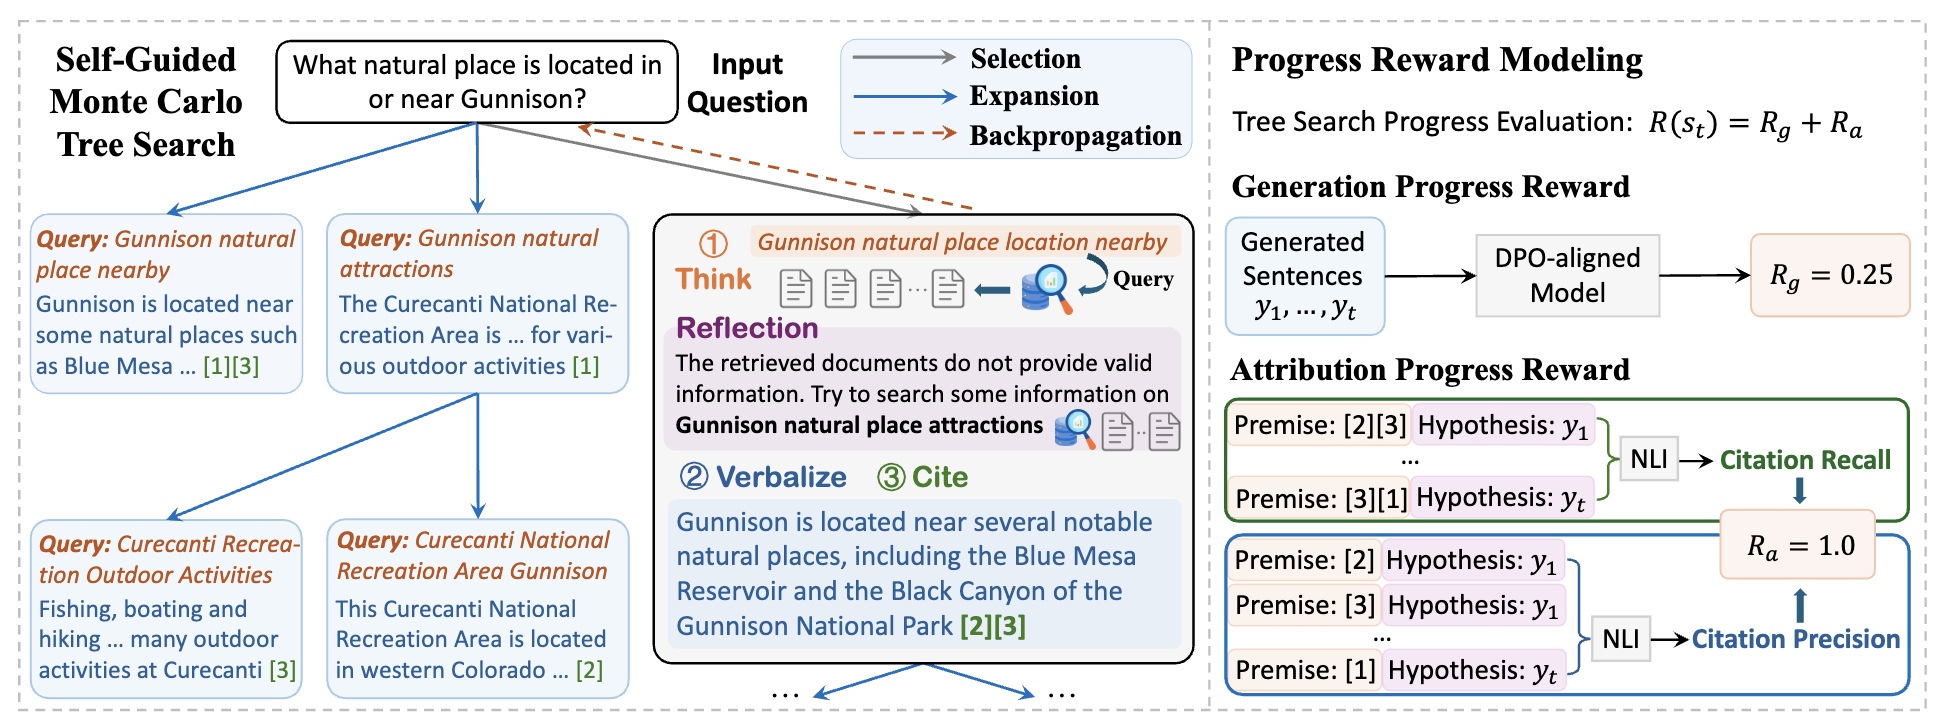 Self-Guided
Monte Carlo
Tree Search
What natural place is located in
or near Gunnison?
Input
Question
Selection
Expansion
Backpropagation
Query: Gunnison natural
place nearby
Gunnison is located near
some natural places such
as Blue Mesa ... [1][3]
Query: Gunnison natural
attractions
The Curecanti National Re-
creation Area is ... for vari-
ous outdoor activities [1]
Query: Curecanti Recrea-
tion Outdoor Activities
Fishing, boating and
hiking ... many outdoor
activities at Curecanti [3]
Query: Curecanti National
Recreation Area Gunnison
This Curecanti National
Recreation Area is located
in western Colorado ... [2]
① Think
Gunnison natural place location nearby
...
Query
Reflection
The retrieved documents do not provide valid
information. Try to search some information on
Gunnison natural place attractions
..
② Verbalize ③ Cite
Gunnison is located near several notable
natural places, including the Blue Mesa
Reservoir and the Black Canyon of the
Gunnison National Park [2][3]
... ...
Progress Reward Modeling
Tree Search Progress Evaluation: R(s_t) = R_g + R_a
Generation Progress Reward
Generated
Sentences
y_1, ... , y_t
DPO-aligned
Model
R_g = 0.25
Attribution Progress Reward
Premise: [2][3] Hypothesis: y_1
...
Premise: [3][1] Hypothesis: y_t
NLI
Citation Recall
R_a = 1.0
Premise: [2] Hypothesis: y_1
Premise: [3] Hypothesis: y_1
...
Premise: [1] Hypothesis: y_t
NLI
Citation Precision